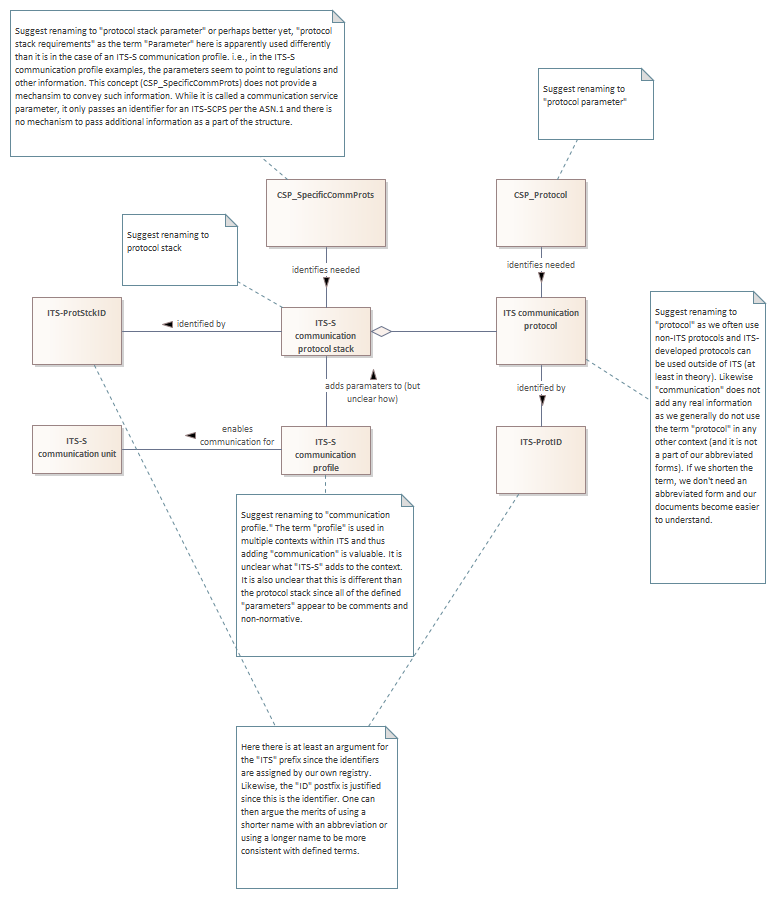 Suggest renaming to "protocol stack parameter" or perhaps better yet, "protocol
stack requirements" as the term "Parameter" here is apparently used differently
than it is in the case of an ITS-S communication profile. i.e., in the ITS-S
communication profile examples, the parameters seem to point to regulations and
other information. This concept (CSP_SpecificCommProts) does not provide a
mechansim to convey such information. While it is called a communication service
parameter, it only passes an identifier for an ITS-SCPS per the ASN.1 and there is
no mechanism to pass additional information as a part of the structure.
Suggest renaming to
"protocol parameter"
CSP_SpecificCommProts
CSP_Protocol
Suggest renaming to
protocol stack
identifies needed
identifies needed
ITS-ProtStckID
identified by
ITS-S
communication
protocol stack
ITS communication
protocol
Suggest renaming to
"protocol" as we often use
non-ITS protocols and ITS-
developed protocols can
be used outside of ITS (at
least in theory). Likewise
"communication" does not
add any real information
as we generally do not use
the term "protocol" in any
other context (and it is not
a part of our abbreviated
forms). If we shorten the
term, we don't need an
abbreviated form and our
documents become easier
to understand.
adds paramaters to (but
unclear how)
identified by
ITS-S
communication unit
enables
communication for
ITS-S
communication
profile
ITS-ProtID
Suggest renaming to "communication
profile." The term "profile" is used in
multiple contexts within ITS and thus
adding "communication" is valuable. It is
unclear what "ITS-S" adds to the context.
It is also unclear that this is different than
the protocol stack since all of the defined
"parameters" appear to be comments and
non-normative.
Here there is at least an argument for
the "ITS" prefix since the identifiers
are assigned by our own registry.
Likewise, the "ID" postfix is justified
since this is the identifier. One can
then argue the merits of using a
shorter name with an abbreviation or
using a longer name to be more
consistent with defined terms.